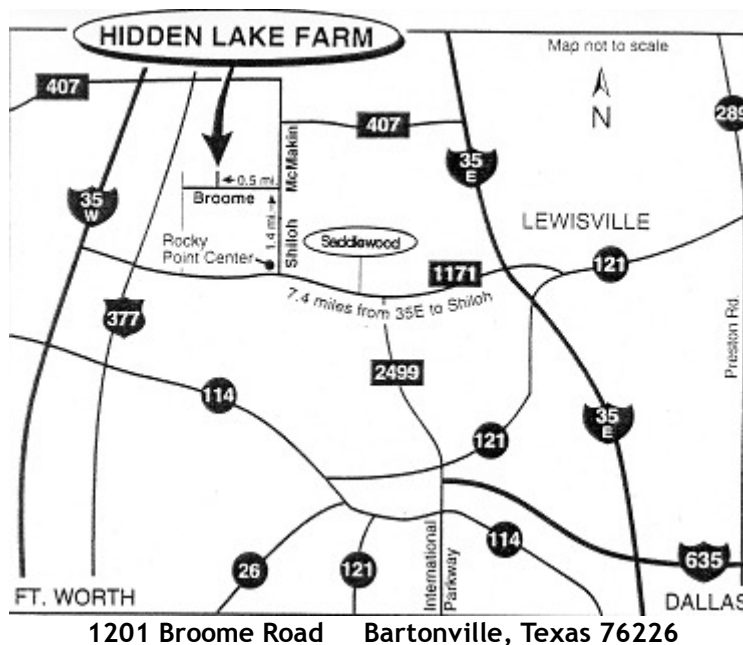 HIDDEN LAKE FARM
Map not to scale
N
407
407
289
35
W
35
E
McMakin
Shiloh
0.5 mi.
Broome
1.4 mi.
Rocky
Point Center
Saddlewood
LEWISVILLE
1171
121
7.4 miles from 35E to Shiloh
377
Preston Rd.
2499
114
35
E
121
International
Parkway
114
635
26
121
FT. WORTH
DALLAS
1201 Broome Road Bartonville, Texas 76226